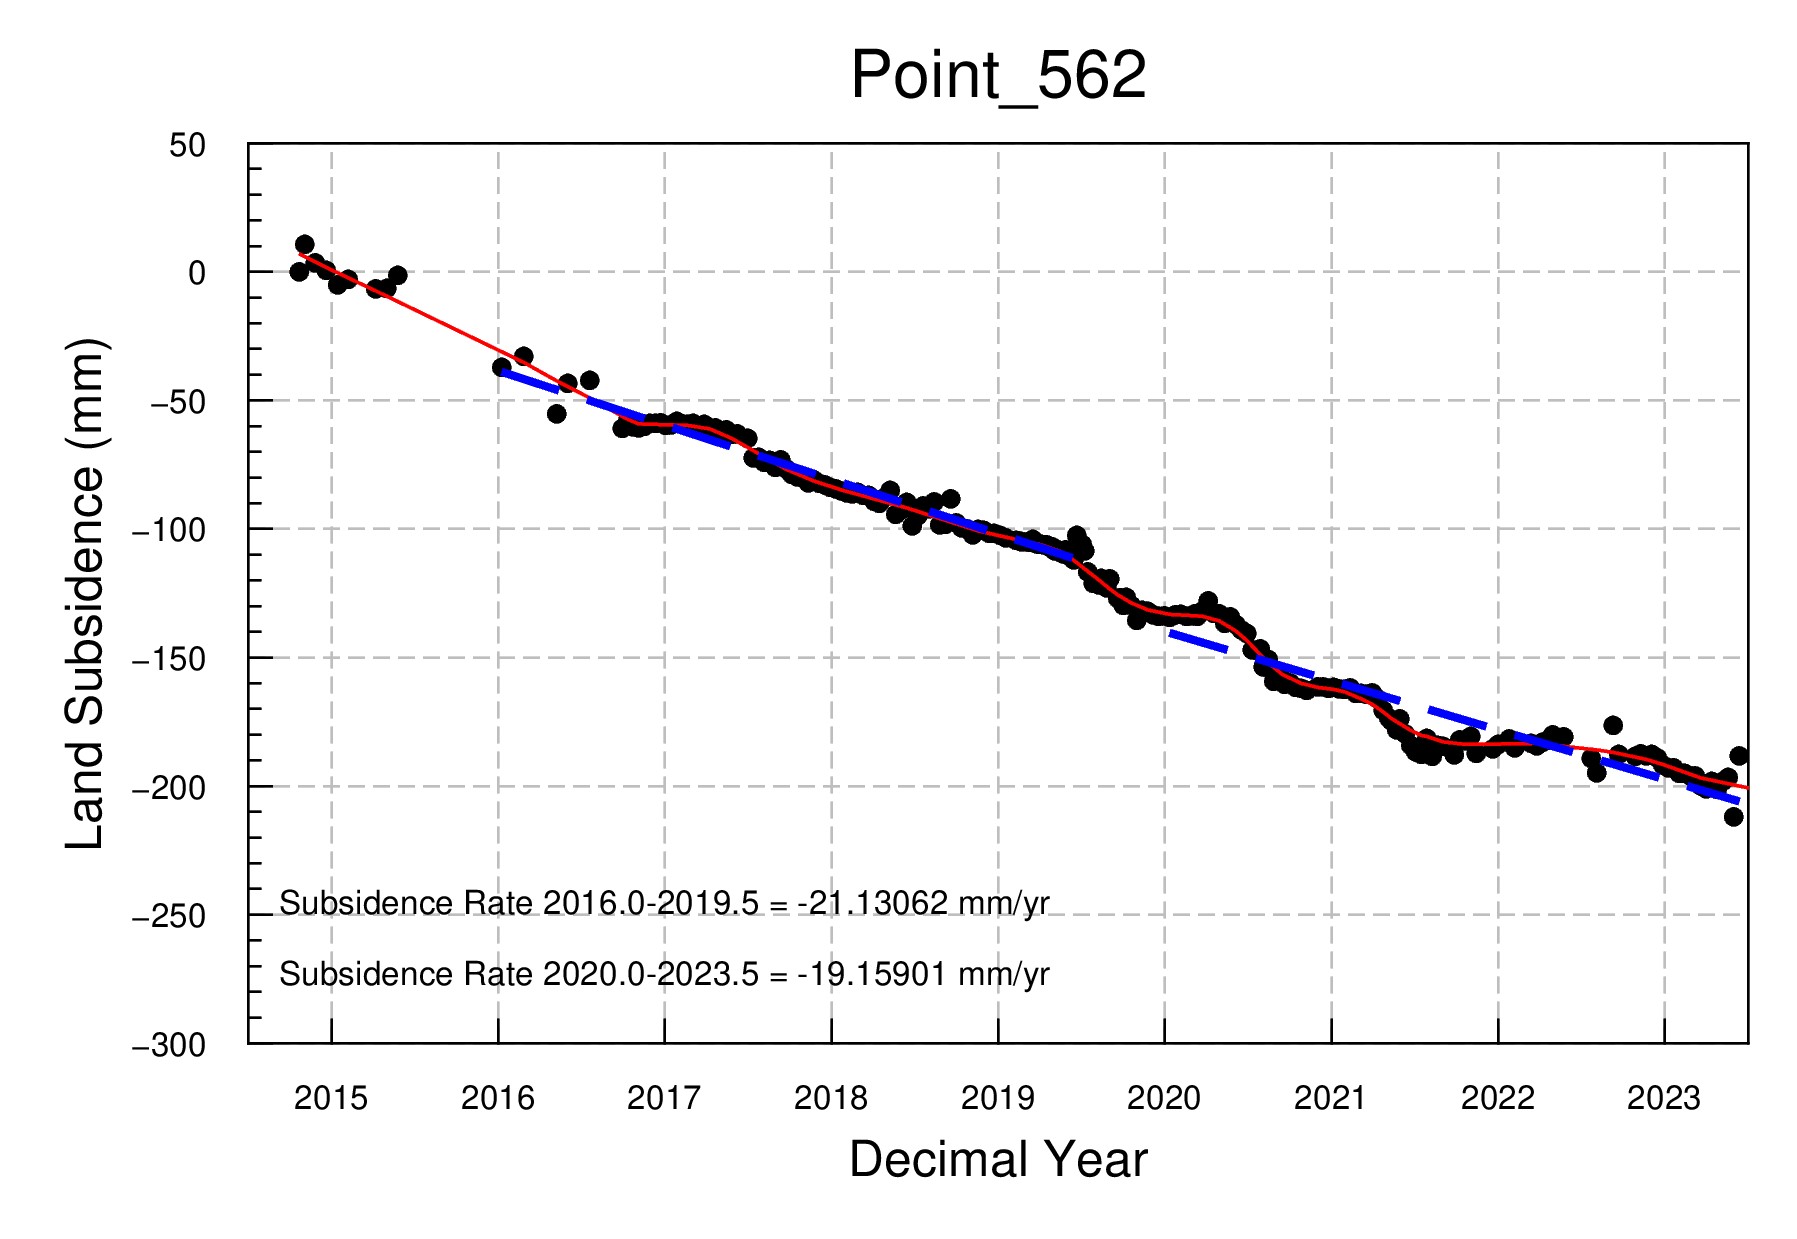 Point_562
50
0
−50
−100
−150
−200
−250
−300
Land Subsidence (mm)
Subsidence Rate 2016.0-2019.5 = -21.13062 mm/yr
Subsidence Rate 2020.0-2023.5 = -19.15901 mm/yr
2015 2016 2017 2018 2019 2020 2021 2022 2023
Decimal Year